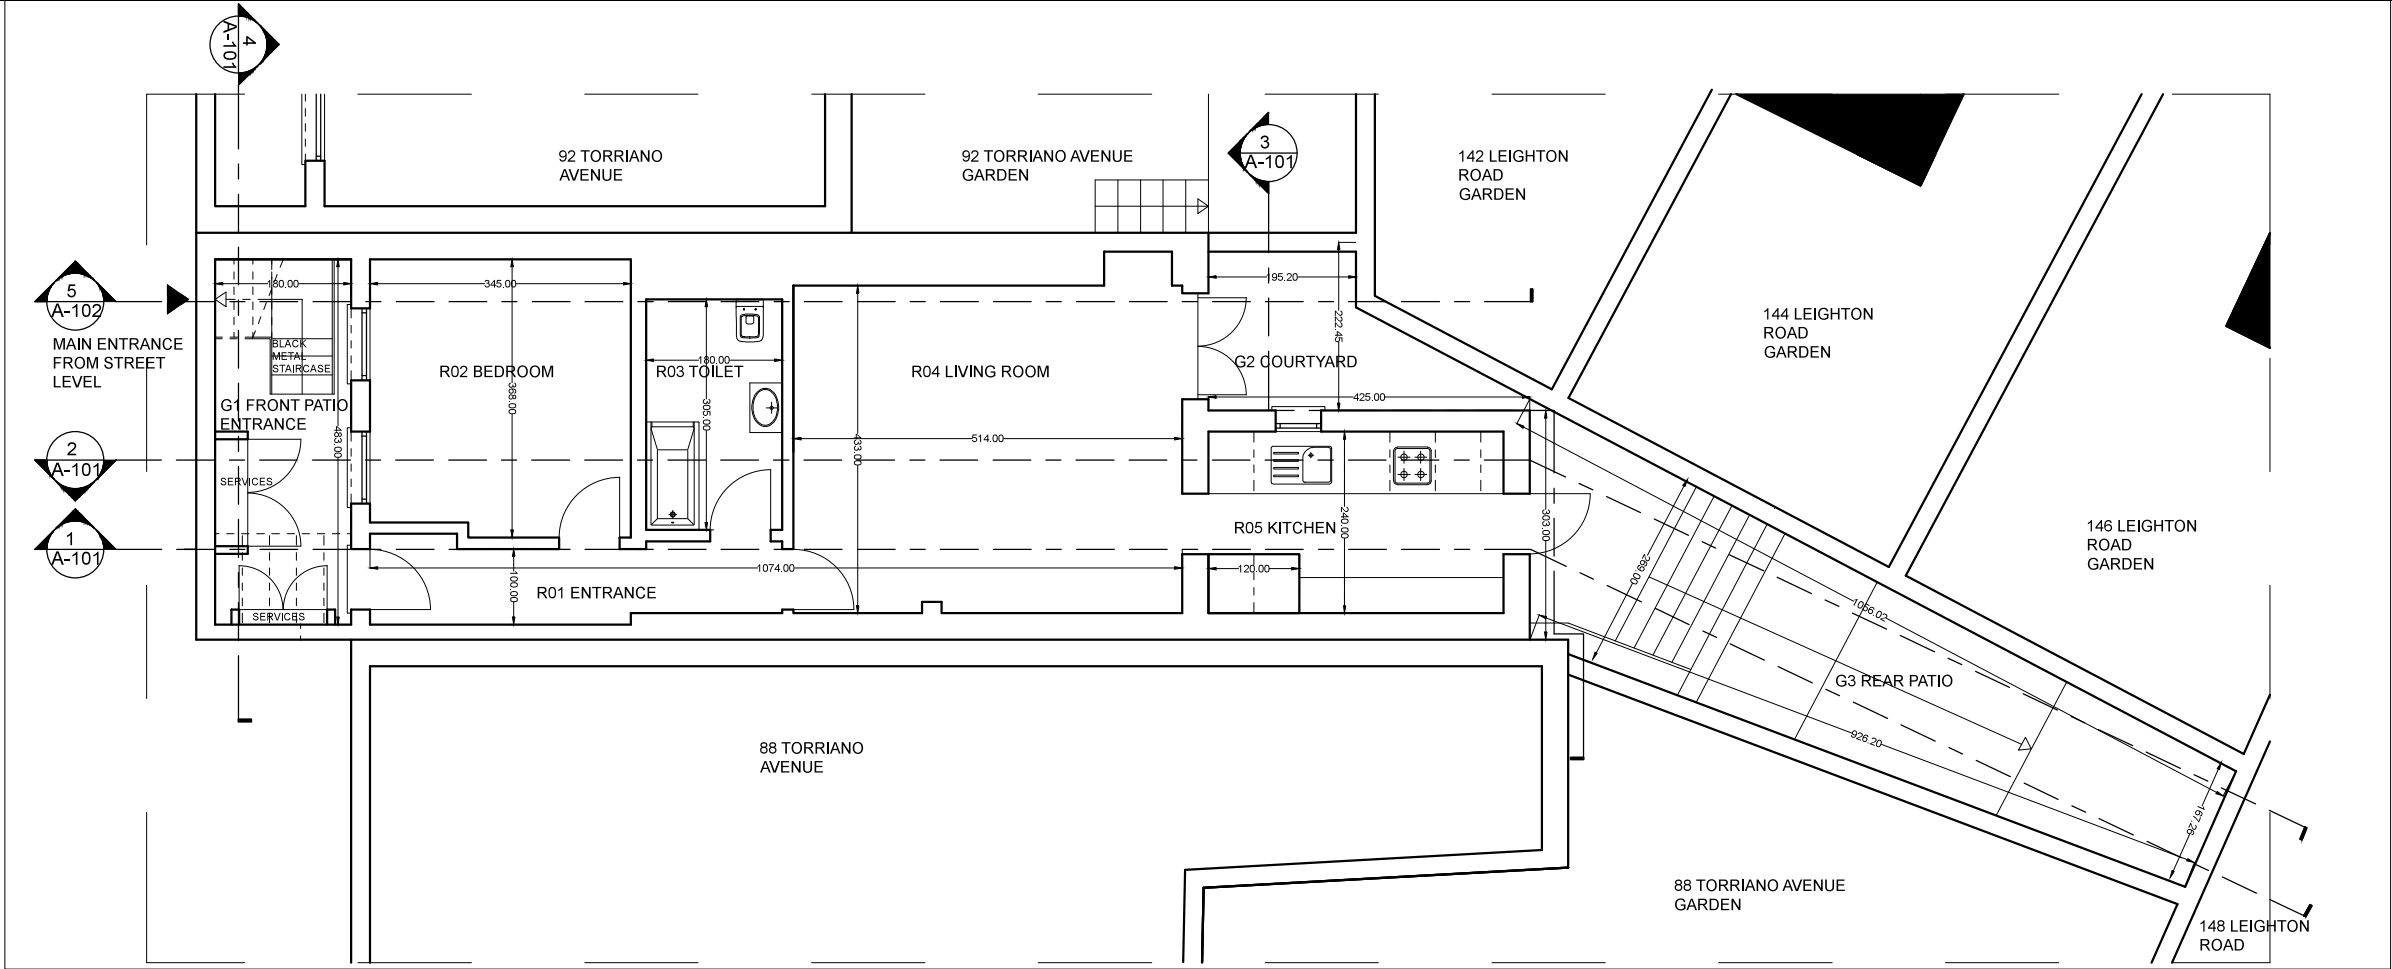 4
A-101
92 TORRIANO
AVENUE
92 TORRIANO AVENUE
GARDEN
3
A-101
142 LEIGHTON
ROAD
GARDEN
5
A-102
MAIN ENTRANCE
FROM STREET
LEVEL
180.00
BLACK
METAL
STAIRCASE
G1 FRONT PATIO
ENTRANCE
483.00
345.00
R02 BEDROOM
368.00
180.00
R03 TOILET
305.00
R04 LIVING ROOM
514.00
433.00
195.20
222.45
G2 COURTYARD
425.00
144 LEIGHTON
ROAD
GARDEN
2
A-101
SERVICES
1
A-101
SERVICES
100.00
R01 ENTRANCE
1074.00
R05 KITCHEN
240.00
120.00
303.00
269.00
1056.02
146 LEIGHTON
ROAD
GARDEN
G3 REAR PATIO
926.20
167.26
88 TORRIANO
AVENUE
88 TORRIANO AVENUE
GARDEN
148 LEIGHTON
ROAD